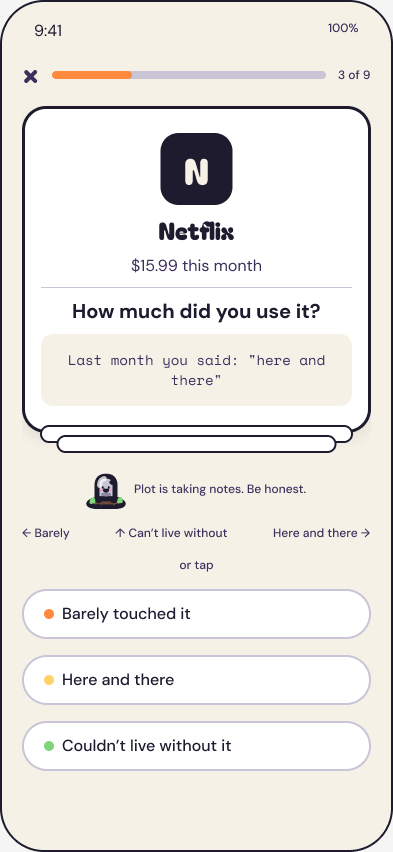 9:41
100%
3 of 9
N
Netflix
$15.99 this month
How much did you use it?
Last month you said: "here and
there"
Plot is taking notes. Be honest.
← Barely
↑ Can’t live without
Here and there →
or tap
Barely touched it
Here and there
Couldn’t live without it